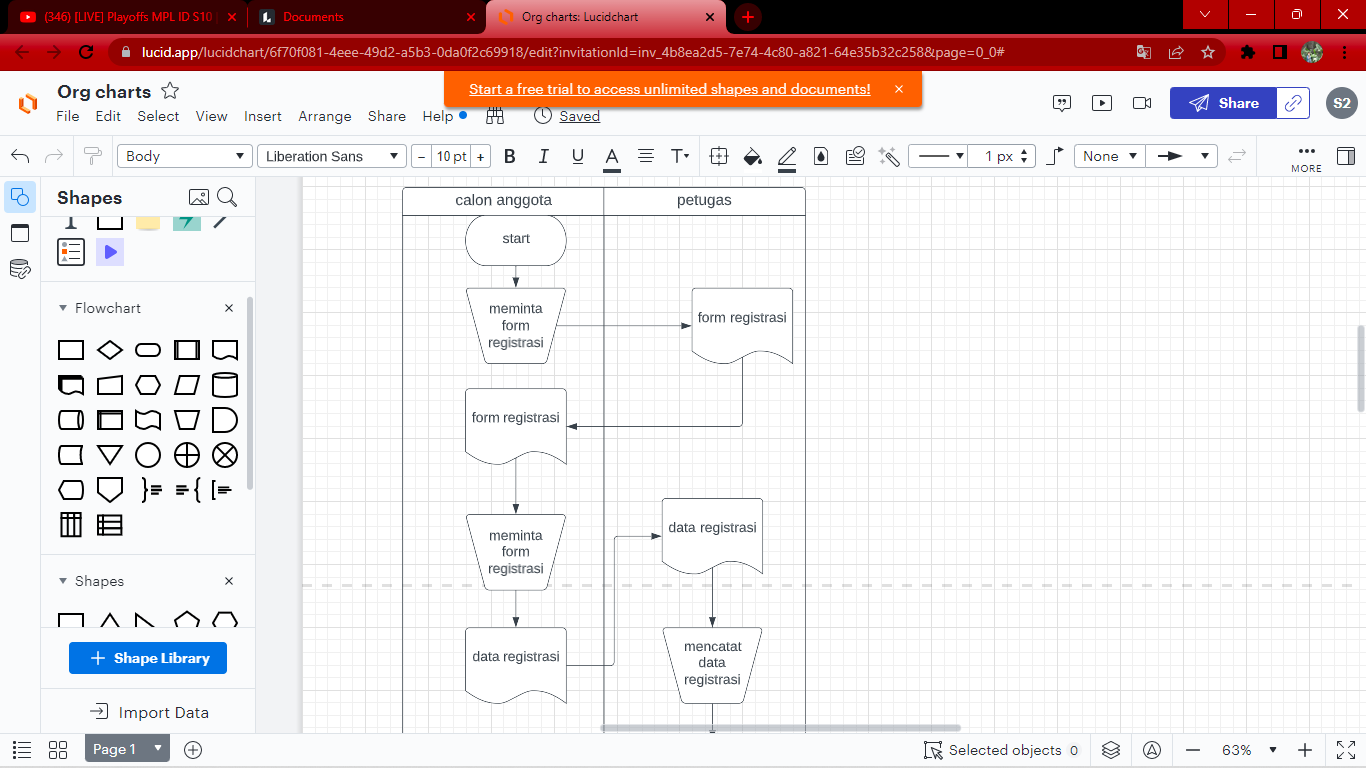 (346) [LIVE] Playoffs MPL ID S10
Documents
Org charts: Lucidchart
lucid.app/lucidchart/6f70f081-4eee-49d2-a5b3-0da0f2c69918/edit?invitationId=inv_4b8ea2d5-7e74-4c80-a821-64e35b32c258&page=0_0#
Start a free trial to access unlimited shapes and documents!
Org charts
File Edit Select View Insert Arrange Share Help
Saved
Share
S2
Body
Liberation Sans
− 10 pt +
B I U A T
1 px
None
MORE
Shapes
Flowchart
Shapes
+ Shape Library
Import Data
calon anggota
petugas
start
meminta
form
registrasi
form registrasi
form registrasi
meminta
form
registrasi
data registrasi
data registrasi
mencatat
data
registrasi
Page 1
Selected objects 0
63%